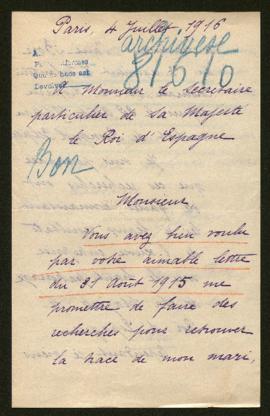 Paris, 4 Juillet 1916
archivese
81610
A Monsieur le Secrétaire
particulier de Sa Majesté
le Roi d'Espagne
Bon
Monsieur
Vous avez bien voulu
par votre aimable lettre
du 31 Août 1915 me
promettre de faire des
recherches pour retrouver
la trace de mon mari,